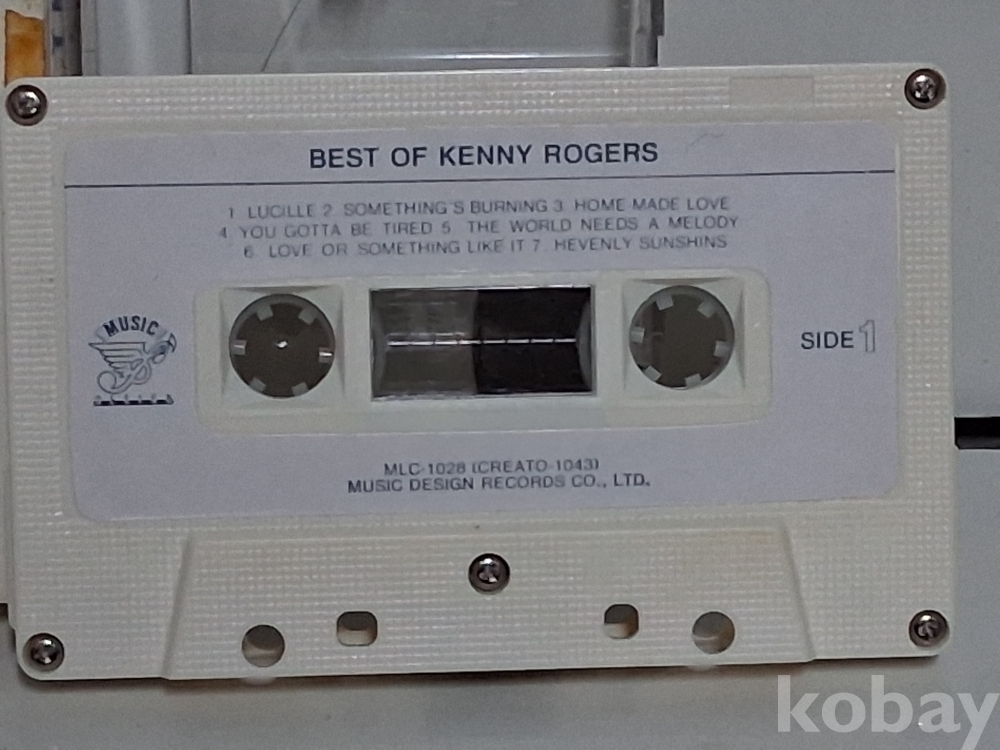 BEST OF KENNY ROGERS
1 LUCILLE 2 SOMETHING'S BURNING 3 HOME MADE LOVE
4 YOU GOTTA BE TIRED 5 THE WORLD NEEDS A MELODY
6 LOVE OR SOMETHING LIKE IT 7 HEVENLY SUNSHINS
MUSIC
SIDE 1
MLC-1028 (CREATO-1043)
MUSIC DESIGN RECORDS CO., LTD.
kobay